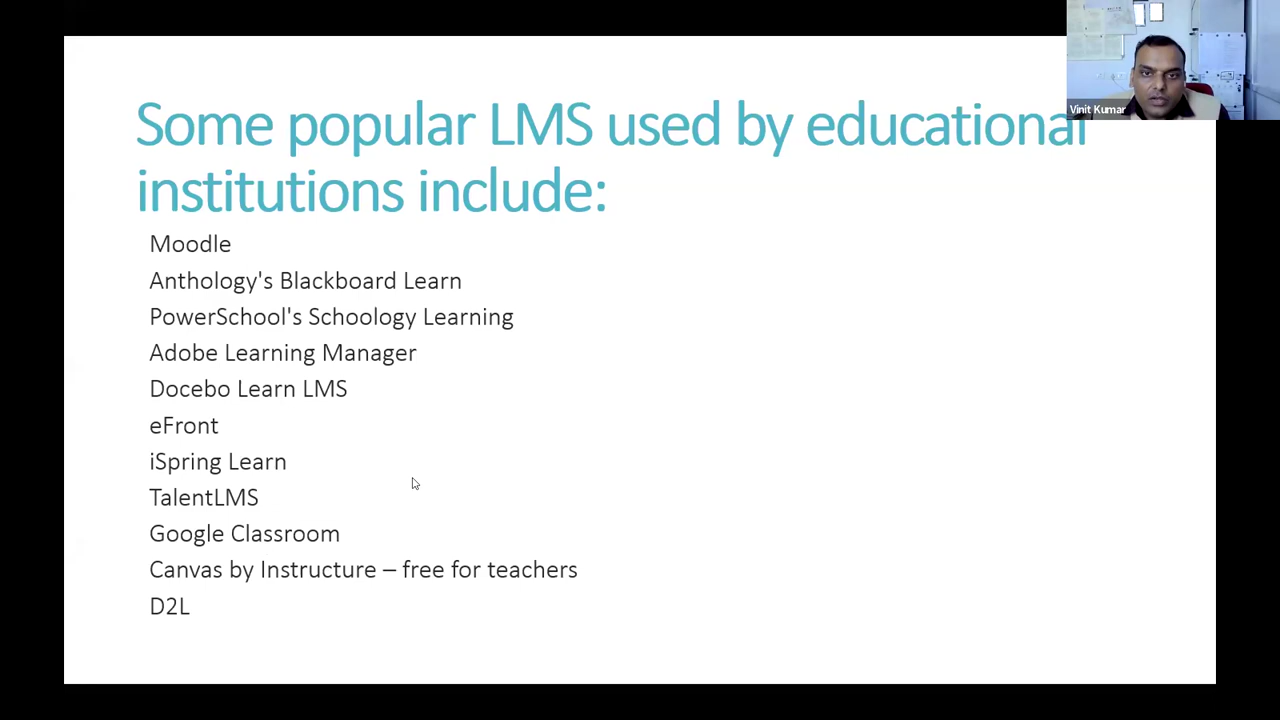 Some popular LMS used by educational
institutions include:
Moodle
Anthology's Blackboard Learn
PowerSchool's Schoology Learning
Adobe Learning Manager
Docebo Learn LMS
eFront
iSpring Learn
TalentLMS
Google Classroom
Canvas by Instructure – free for teachers
D2L
Vinit Kumar